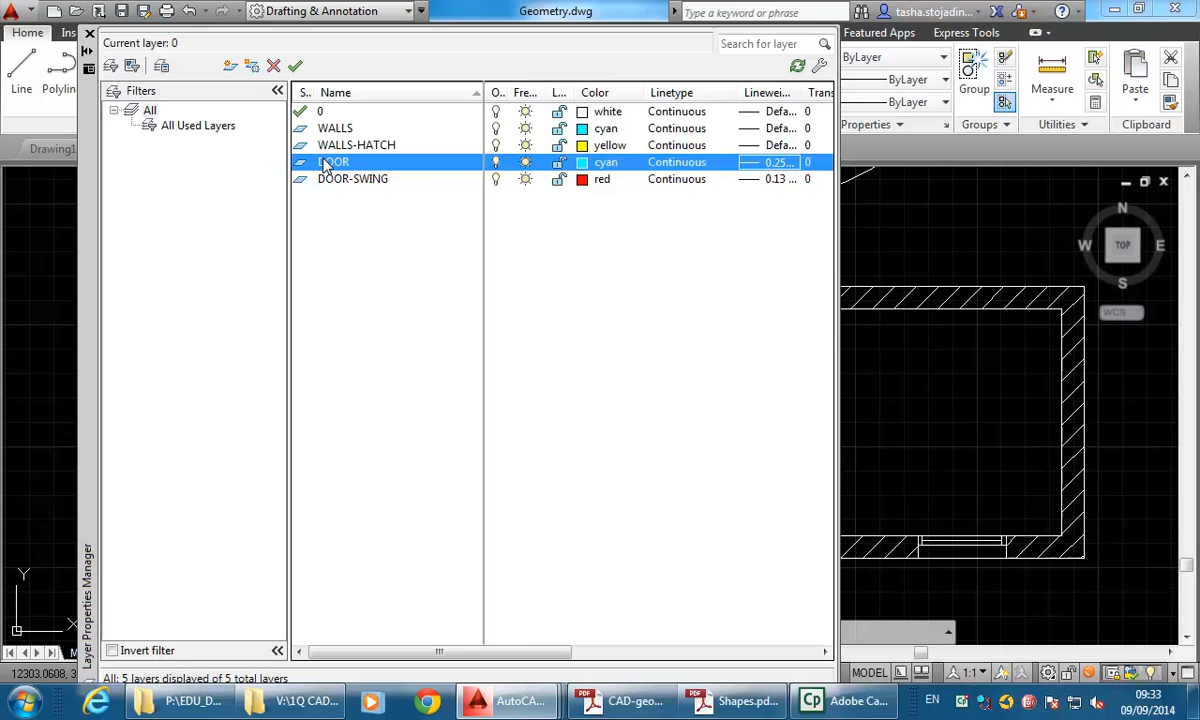 Drafting & Annotation
Geometry.dwg
Type a keyword or phrase
tasha.stojadin...
Home
Ins
Featured Apps
Express Tools
Current layer: 0
Search for layer
Line
Polylin
Filters
All
All Used Layers
S..
Name
O..
Fre...
L...
Color
Linetype
Linewei...
Trans
0
white
Continuous
Defa...
0
WALLS
cyan
Continuous
Defa...
0
WALLS-HATCH
yellow
Continuous
Defa...
0
DOOR
cyan
Continuous
0.25...
0
DOOR-SWING
red
Continuous
0.13 ...
0
ByLayer
ByLayer
ByLayer
Group
Measure
Paste
Properties
Groups
Utilities
Clipboard
Drawing1
N
W
TOP
E
S
WCS
Y
X
Layer Properties Manager
Invert filter
All: 5 layers displayed of 5 total layers
M
12303.0608, 3
MODEL
1:1
P:\EDU_D...
V:\1Q CAD...
AutoCA...
CAD-geo...
Shapes.pd...
Adobe Ca...
EN
09:33
09/09/2014